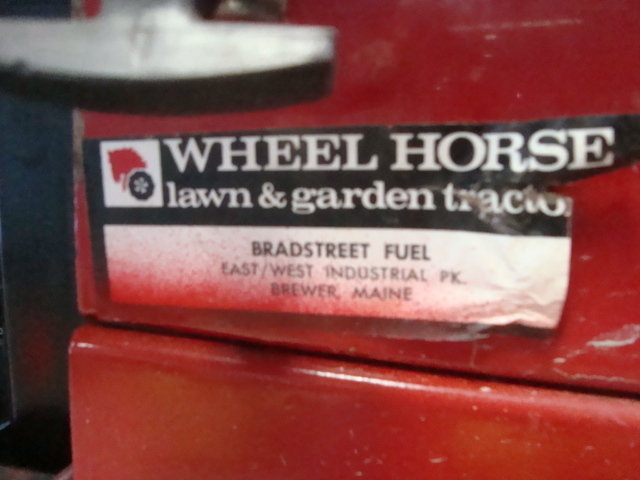 WHEEL HORSE
lawn & garden tracto
BRADSTREET FUEL
EAST/WEST INDUSTRIAL PK.
BREWER, MAINE